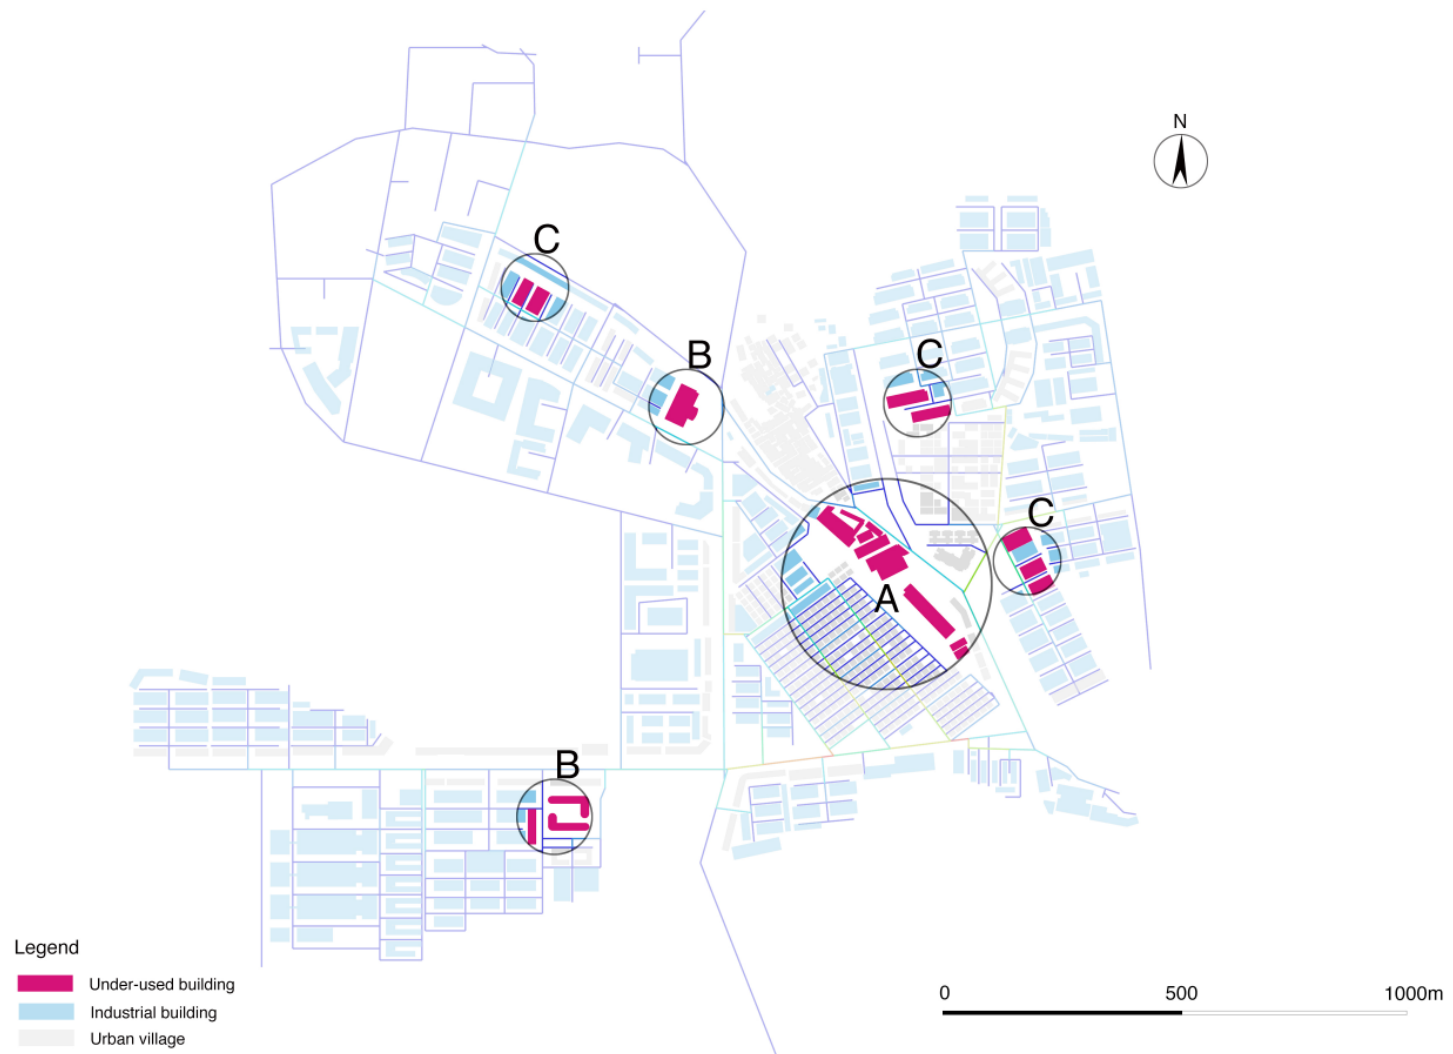 N
C
B
C
C
A
B
Legend
Under-used building
Industrial building
Urban village
0 500 1000m